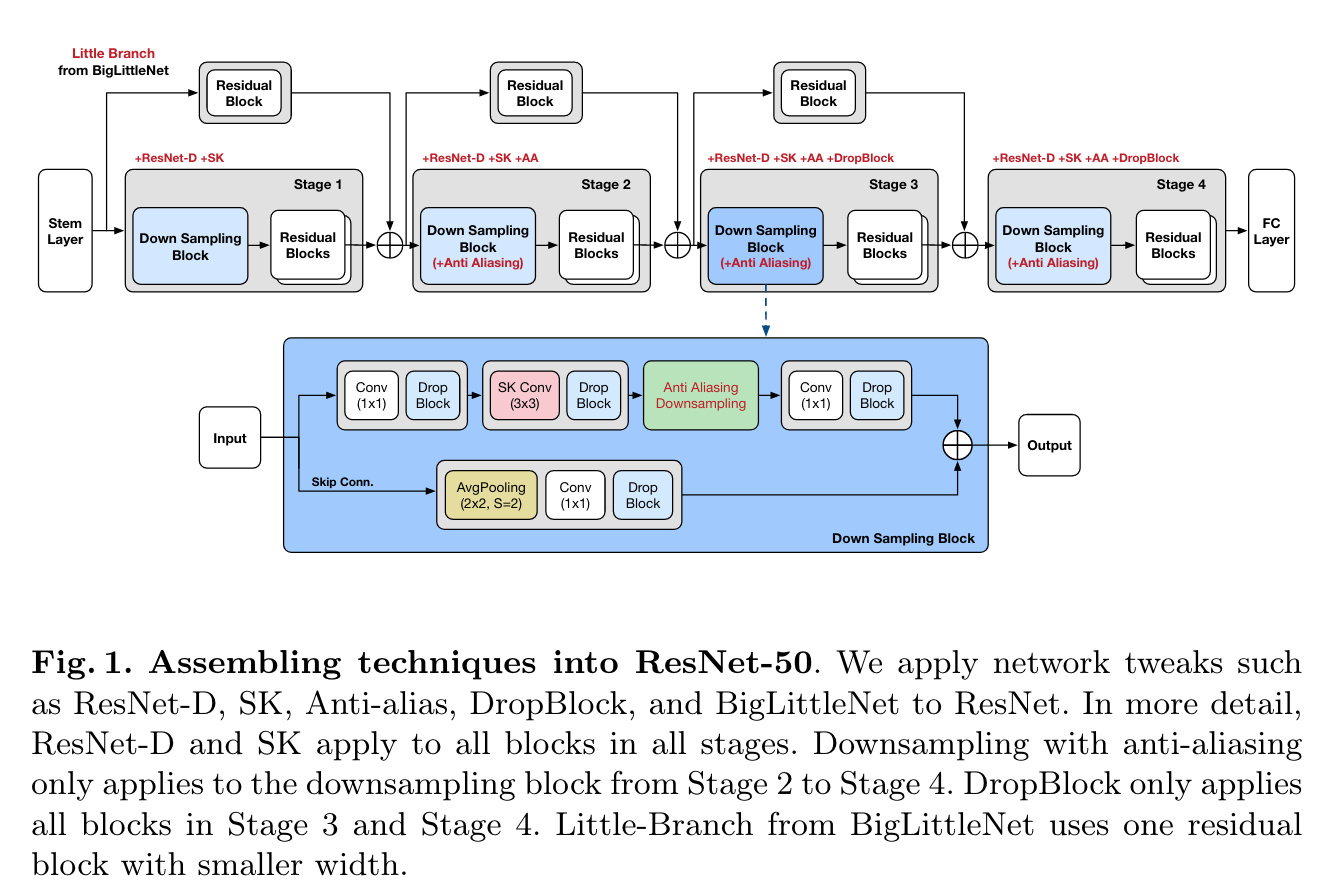 Little Branch
from BigLittleNet
Residual
Block
Residual
Block
Residual
Block
+ResNet-D +SK
+ResNet-D +SK +AA
+ResNet-D +SK +AA +DropBlock
+ResNet-D +SK +AA +DropBlock
Stem
Layer
Stage 1
Down Sampling
Block
Residual
Blocks
Stage 2
Down Sampling
Block
(+Anti Aliasing)
Residual
Blocks
Stage 3
Down Sampling
Block
(+Anti Aliasing)
Residual
Blocks
Stage 4
Down Sampling
Block
(+Anti Aliasing)
Residual
Blocks
FC
Layer
Input
Conv
(1x1)
Drop
Block
SK Conv
(3x3)
Drop
Block
Anti Aliasing
Downsampling
Conv
(1x1)
Drop
Block
Skip Conn.
AvgPooling
(2x2, S=2)
Conv
(1x1)
Drop
Block
Output
Down Sampling Block
Fig. 1. Assembling techniques into ResNet-50. We apply network tweaks such
as ResNet-D, SK, Anti-alias, DropBlock, and BigLittleNet to ResNet. In more detail,
ResNet-D and SK apply to all blocks in all stages. Downsampling with anti-aliasing
only applies to the downsampling block from Stage 2 to Stage 4. DropBlock only applies
all blocks in Stage 3 and Stage 4. Little-Branch from BigLittleNet uses one residual
block with smaller width.